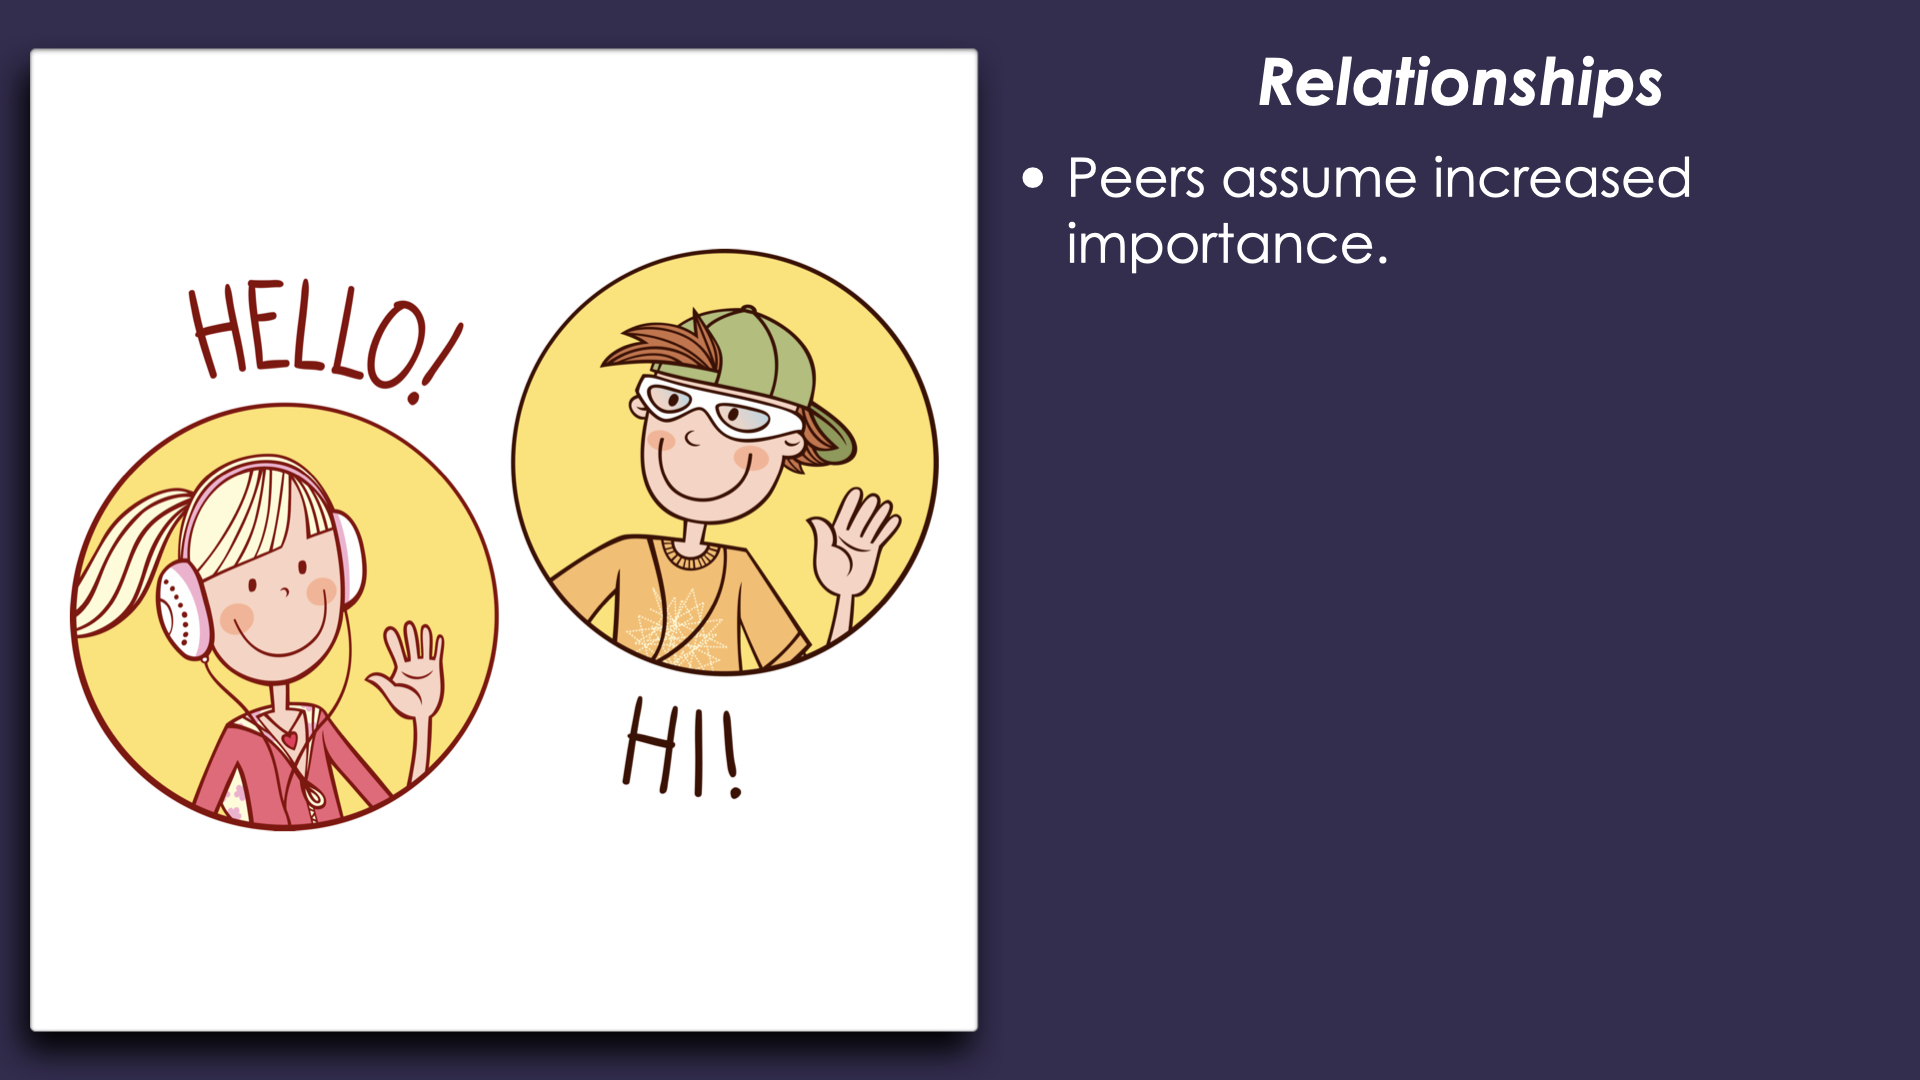 HELLO!
HI!
Relationships
• Peers assume increased
importance.